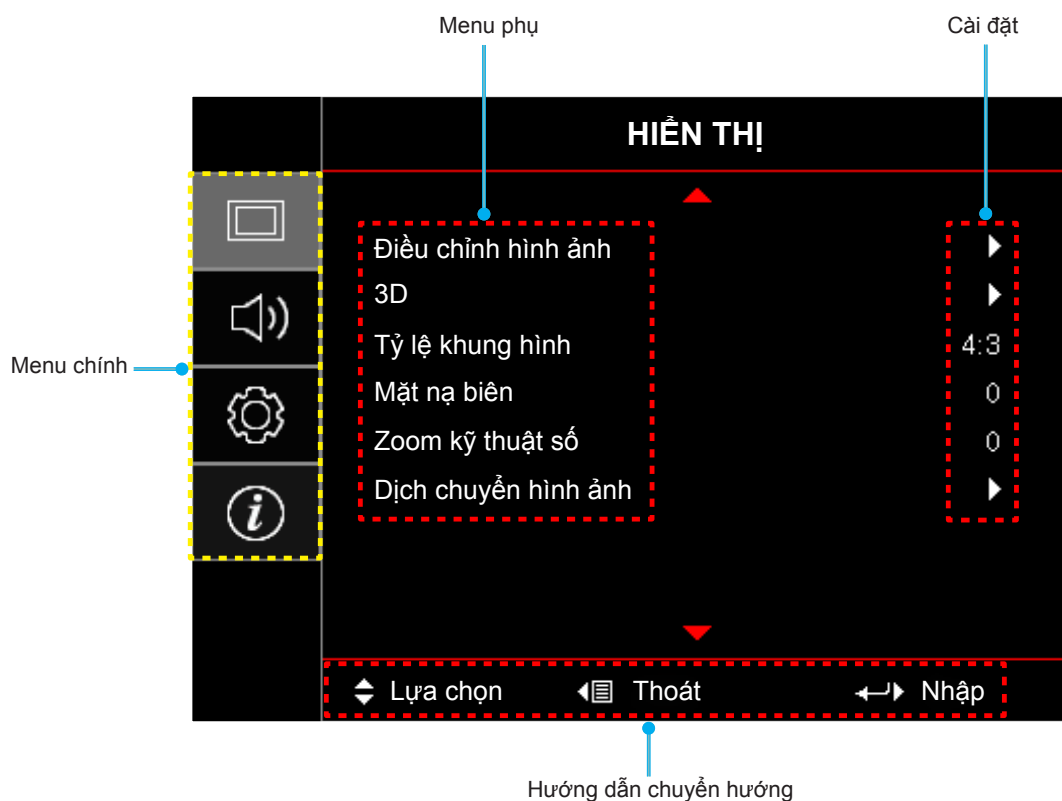 Menu phụ
Cài đặt
HIỂN THỊ
Điều chỉnh hình ảnh
3D
Tỷ lệ khung hình 4:3
Mặt nạ biên 0
Zoom kỹ thuật số 0
Dịch chuyển hình ảnh
Menu chính
Lựa chọn Thoát Nhập
Hướng dẫn chuyển hướng